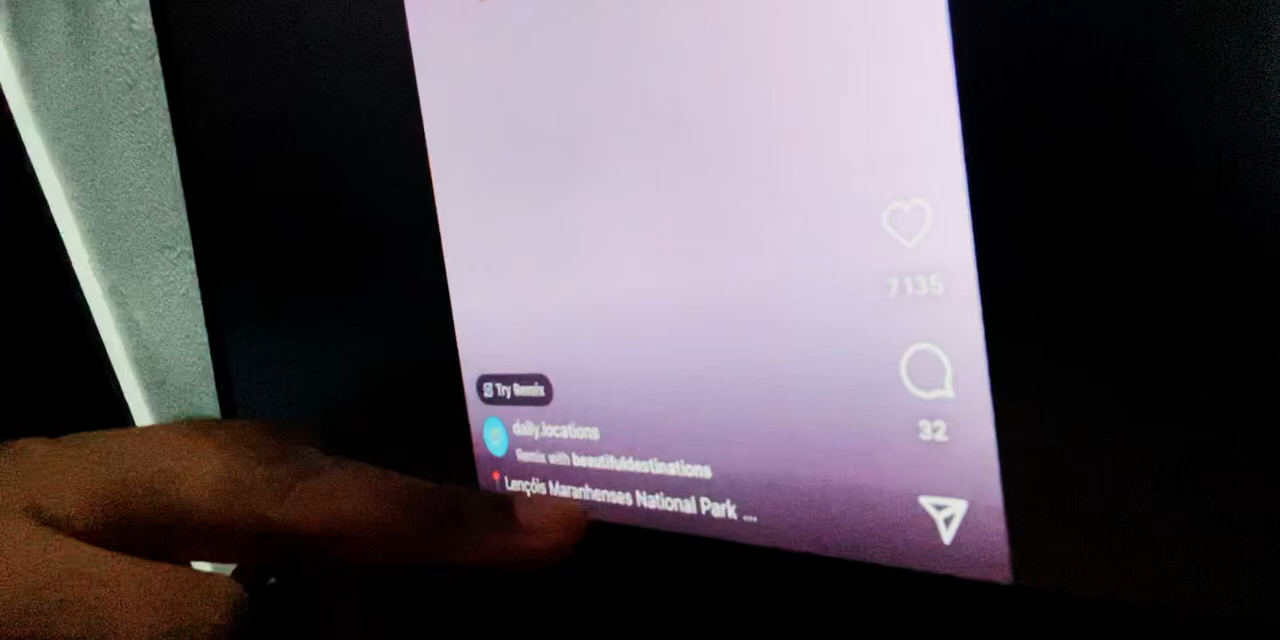 7135
Try Remix
32
daily.locations
Remix with beautifuldestinations
Lençóis Maranhenses National Park ...